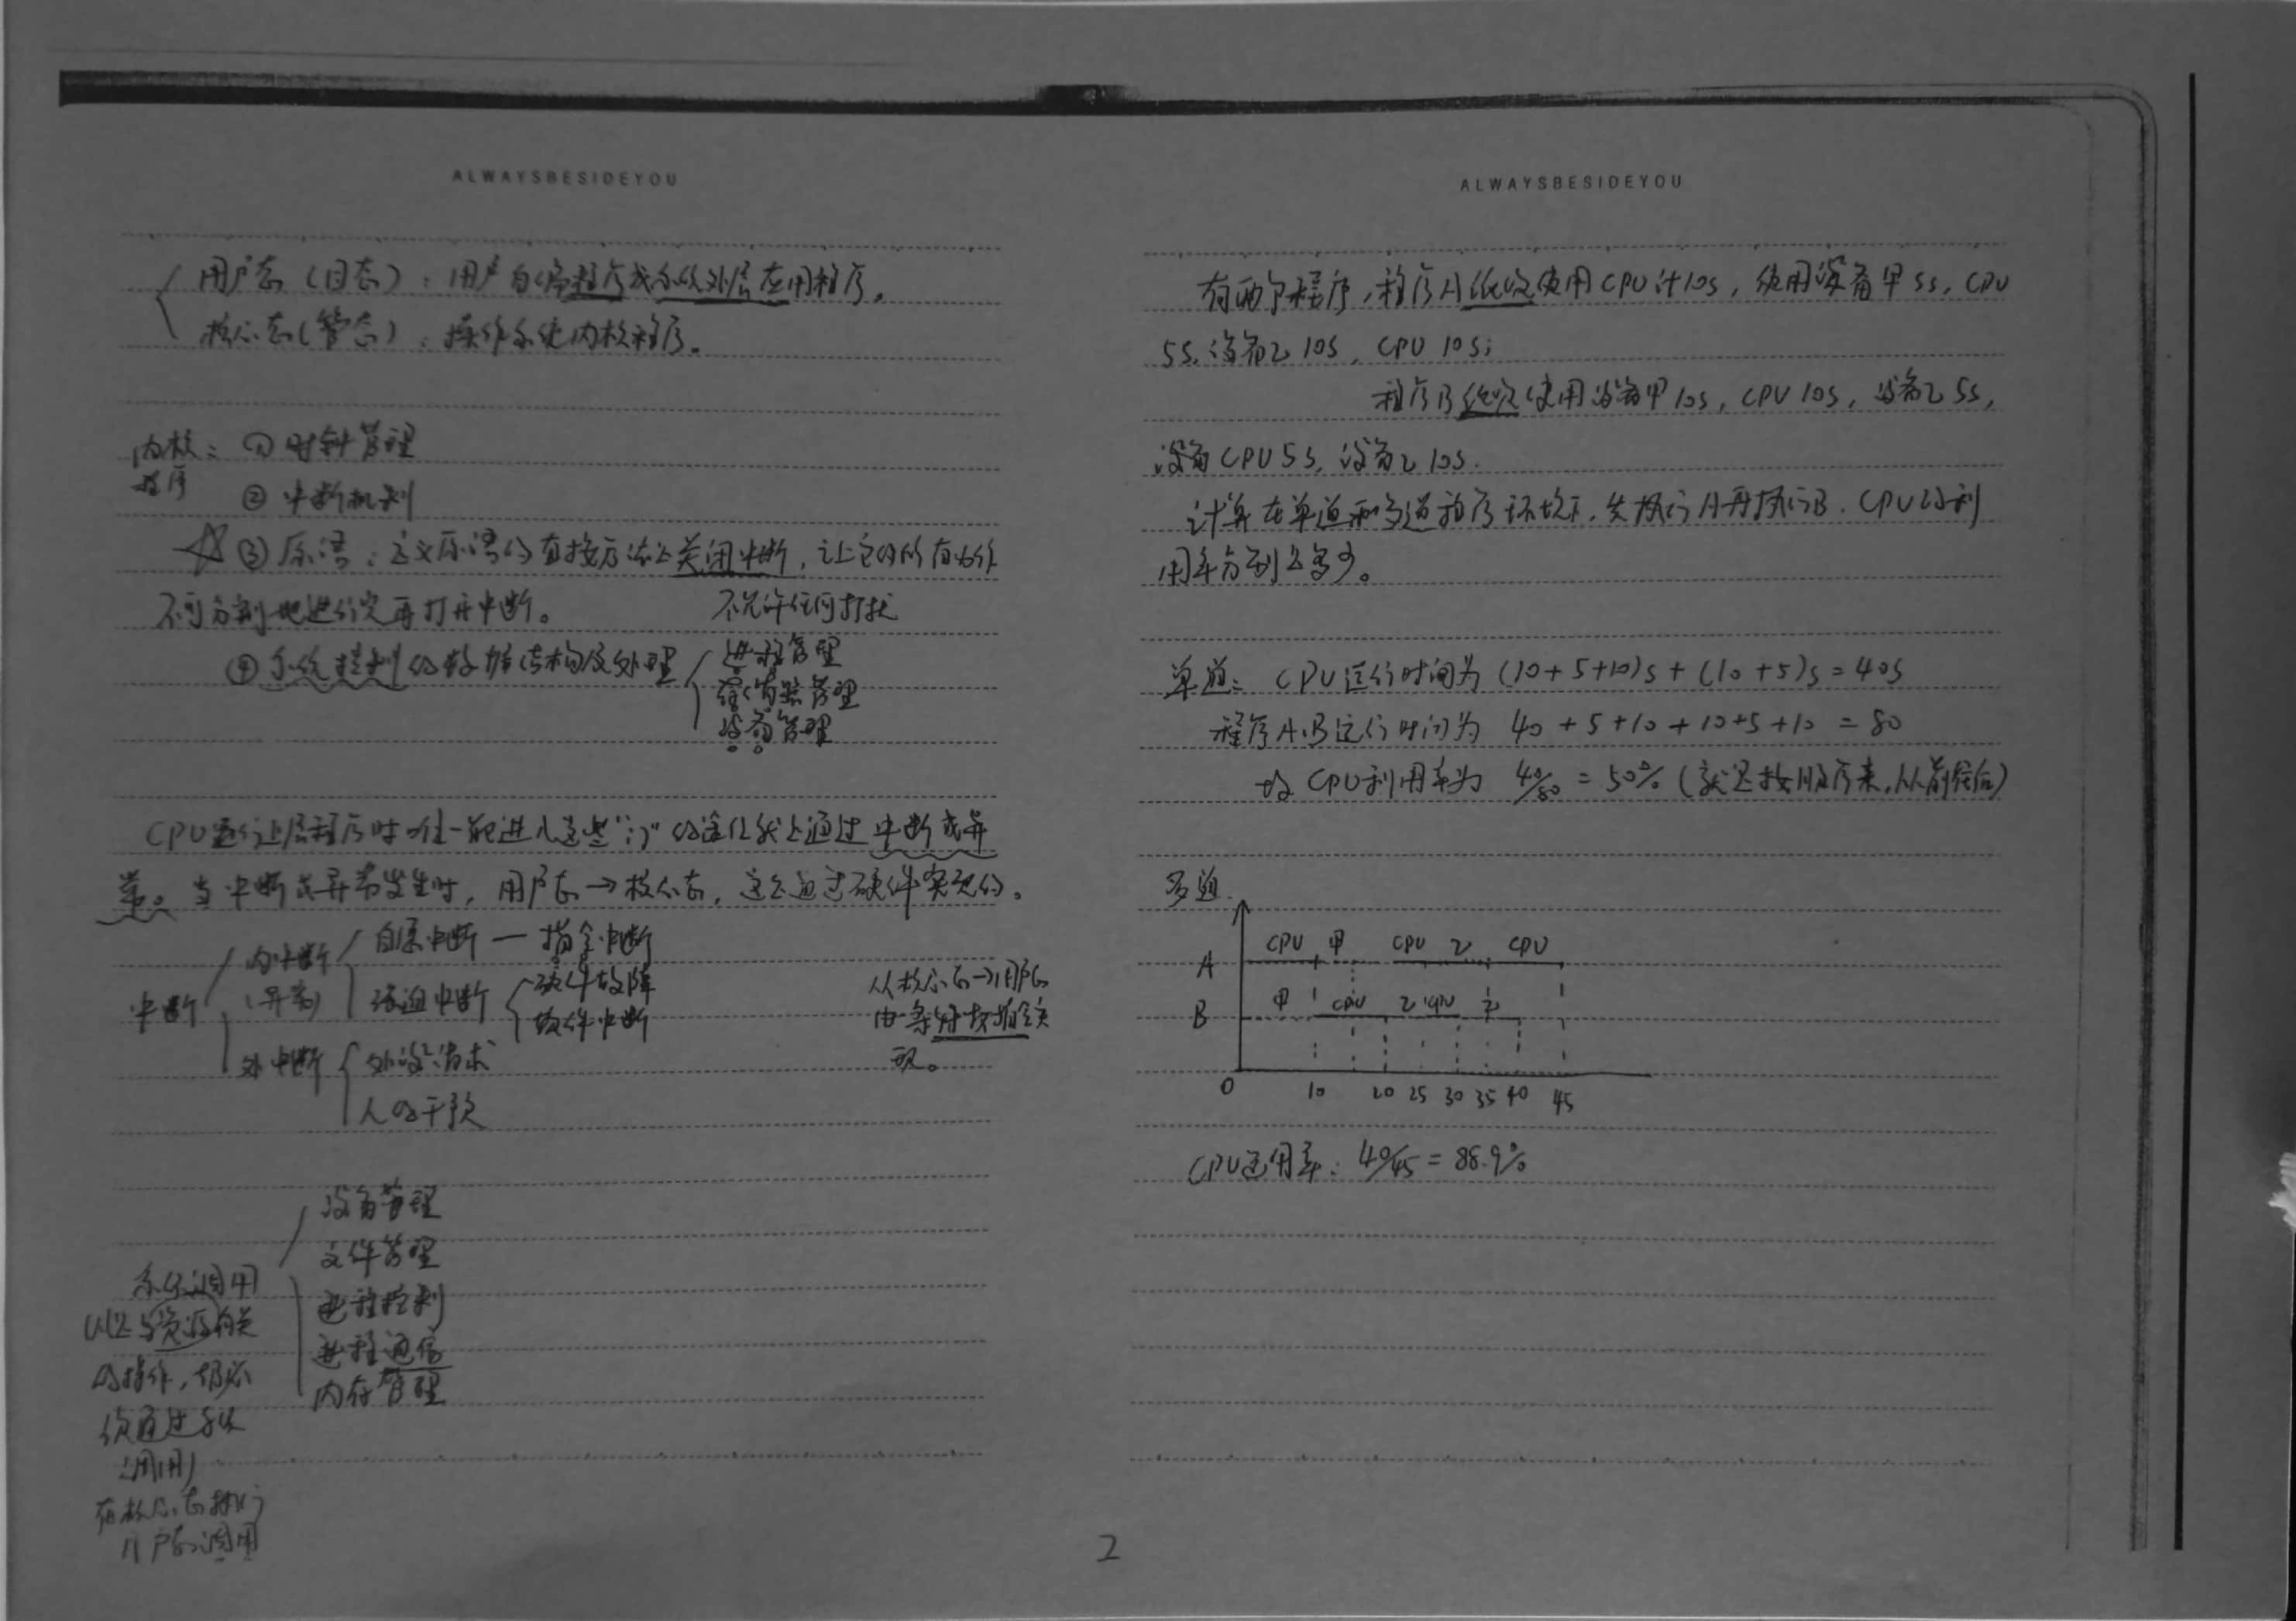 ALWAYSBESIDEYOU
用户态（目态）：用户自编程序或系统外层应用程序。
核心态（管态）：操作系统内核程序。
内核程序：① 时钟管理
② 中断机制
☆ ③ 原语：定义原语的直接方法是关闭中断，让它的所有动作
不可分割地进行完再打开中断。 不允许任何打扰
④ 系统控制的数据结构及处理
进程管理
存储器管理
设备管理
CPU运行上层程序时唯一能进入这些“门”的途径就是通过中断或异
常。当中断或异常发生时，用户态→核心态，这是通过硬件实现的。
中断
内中断（异常）
自愿中断 — 指令中断
强迫中断
硬件故障
软件中断
外中断
外设请求
人的干预
从核心态→用户态
由特权指令实
现。
系统调用
设备管理
文件管理
进程控制
进程通信
内存管理
（凡是与资源有关
的操作，都必
须通过系统
调用）
在核心态执行
用户态调用
ALWAYSBESIDEYOU
有两个程序，程序A依次使用CPU计10s，使用设备甲5s，CPU
5s，设备乙10s，CPU 10s；
程序B依次使用设备甲10s，CPU 10s，设备乙5s，
设备CPU 5s，设备乙10s.
计算在单道和多道程序环境下，先执行A再执行B，CPU的利
用率分别是多少。
单道：CPU运行时间为 (10+5+10)s + (10+5)s = 40s
程序A、B运行时间为 40 + 5 + 10 + 10 + 5 + 10 = 80
故CPU利用率为 40/80 = 50% (就是按顺序来，从前往后)
多道
A CPU 甲 CPU 乙 CPU
B 甲 CPU 乙 CPU 乙
0 10 20 25 30 35 40 45
CPU运用率：40/45 = 88.9%
2